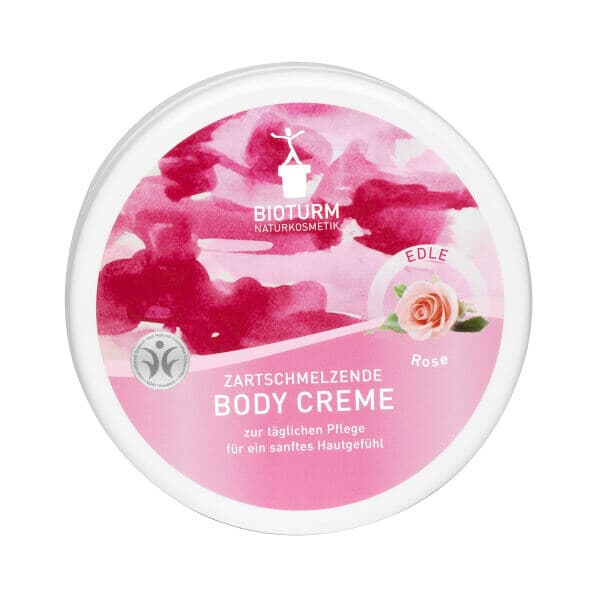 BIOTURM
NATURKOSMETIK
EDLE
Rose
ZARTSCHMELZENDE
BODY CREME
zur täglichen Pflege
für ein sanftes Hautgefühl